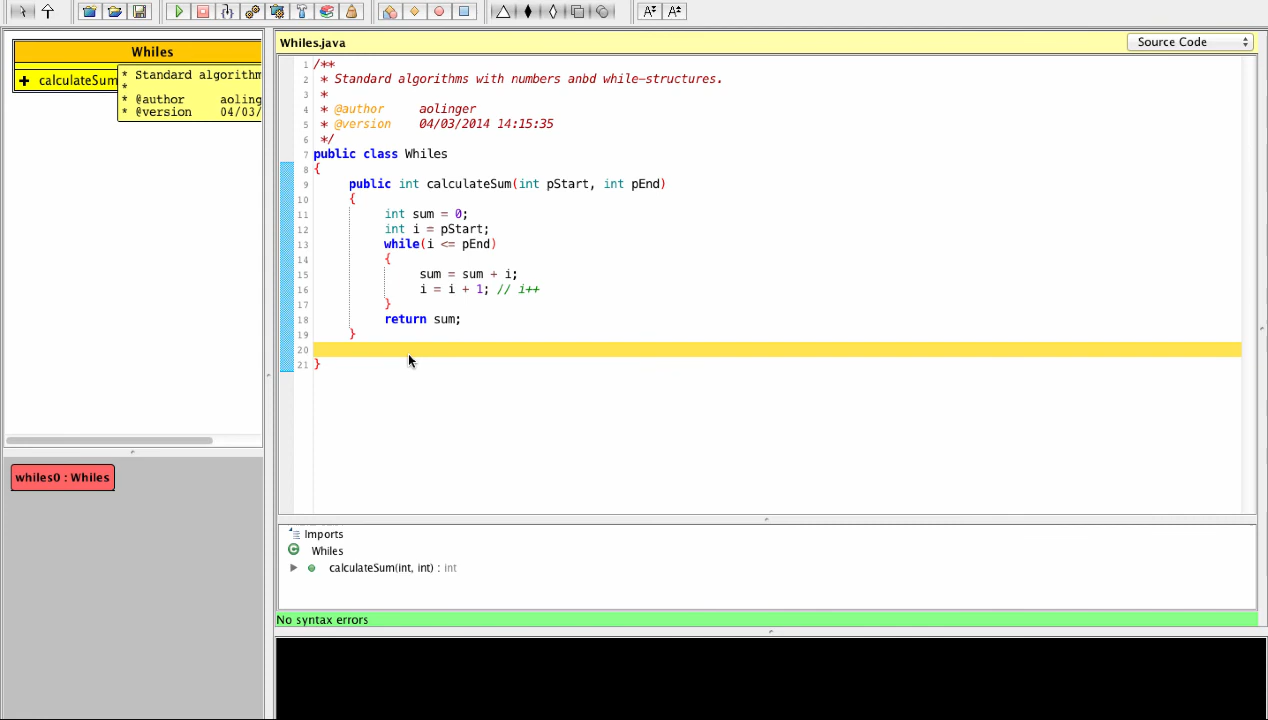 Whiles
calculateSum
* Standard algorithm
*
* @author aoling
* @version 04/03/
whiles0 : Whiles
Whiles.java
Source Code
1 /**
2 * Standard algorithms with numbers anbd while-structures.
3 *
4 * @author aolinger
5 * @version 04/03/2014 14:15:35
6 */
7 public class Whiles
8 {
9 public int calculateSum(int pStart, int pEnd)
10 {
11 int sum = 0;
12 int i = pStart;
13 while(i <= pEnd)
14 {
15 sum = sum + i;
16 i = i + 1; // i++
17 }
18 return sum;
19 }
20
21 }
Imports
Whiles
calculateSum(int, int) : int
No syntax errors